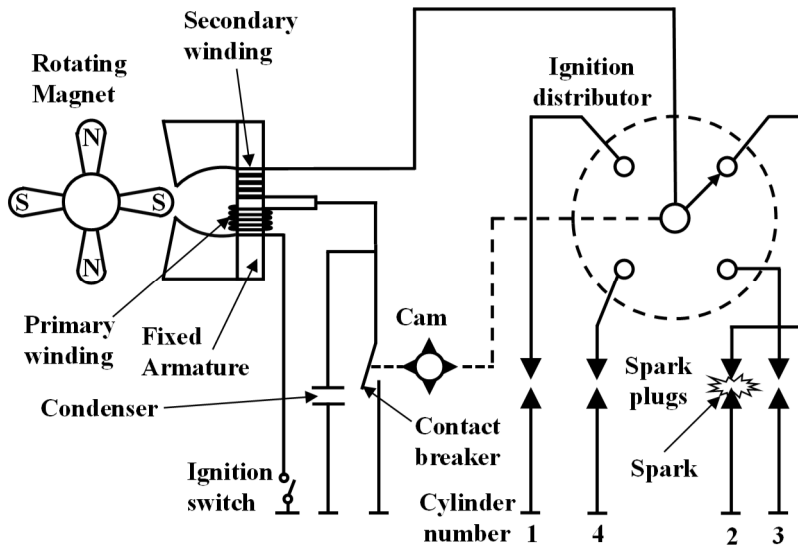 Secondary
winding
Rotating
Magnet
Ignition
distributor
N
S
S
N
Primary
winding
Fixed
Armature
Cam
Condenser
Contact
breaker
Spark
plugs
Spark
Ignition
switch
Cylinder
number 1 4 2 3